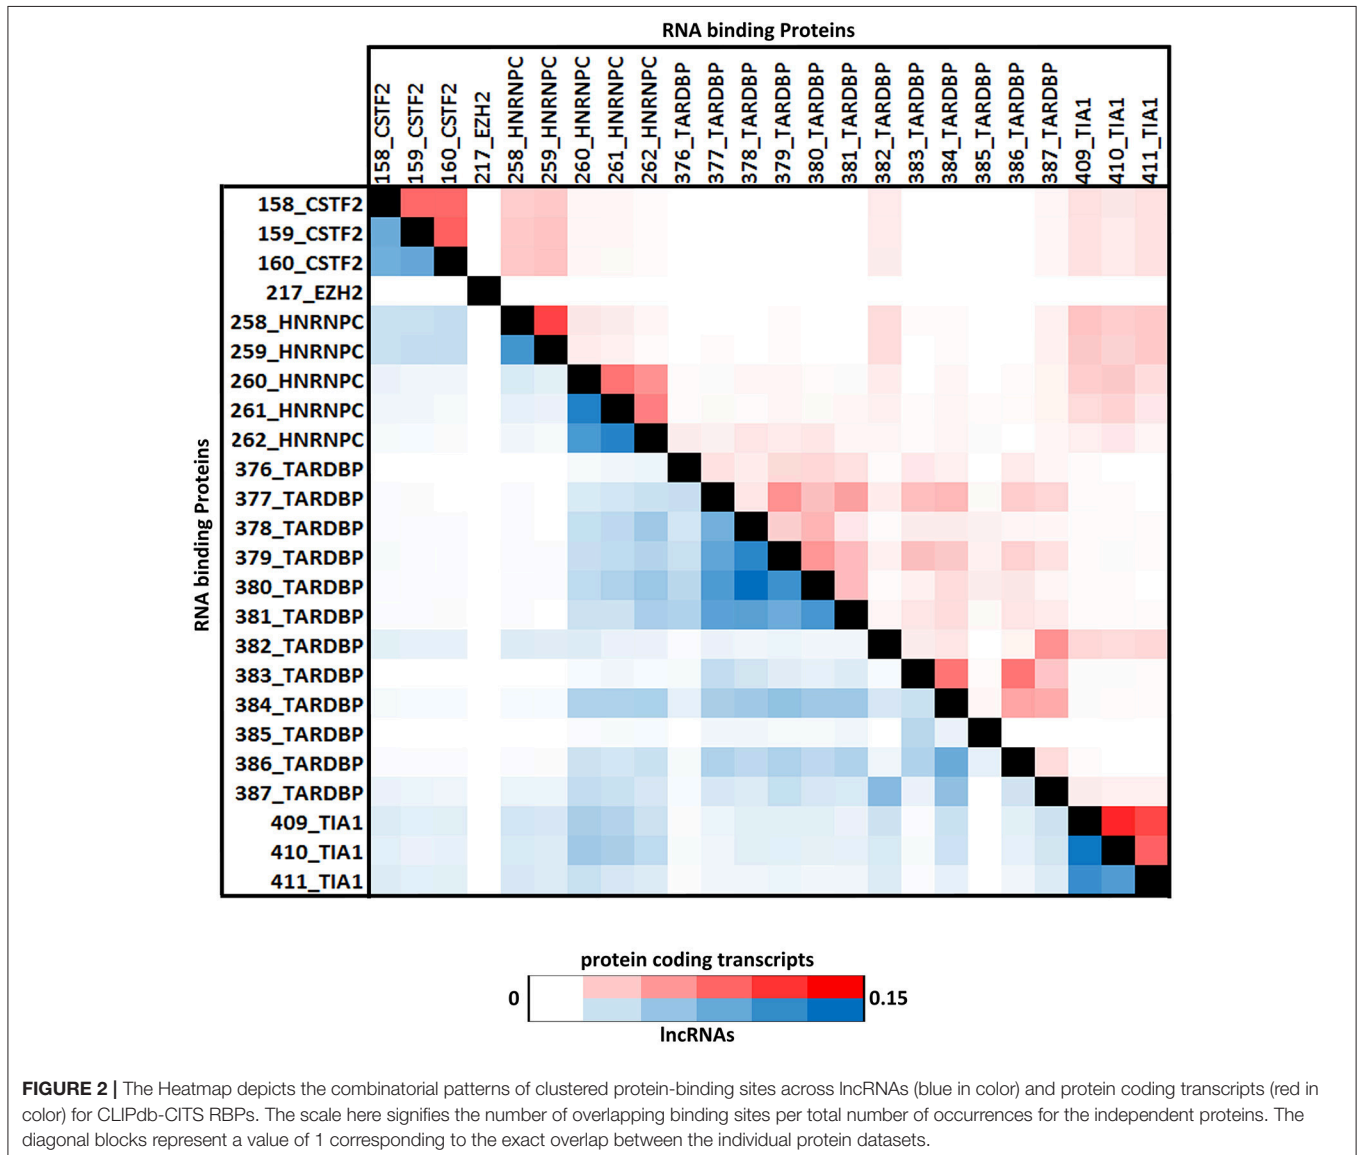 RNA binding Proteins
158_CSTF2
159_CSTF2
160_CSTF2
217_EZH2
258_HNRNPC
259_HNRNPC
260_HNRNPC
261_HNRNPC
262_HNRNPC
376_TARDBP
377_TARDBP
378_TARDBP
379_TARDBP
380_TARDBP
381_TARDBP
382_TARDBP
383_TARDBP
384_TARDBP
385_TARDBP
386_TARDBP
387_TARDBP
409_TIA1
410_TIA1
411_TIA1
RNA binding Proteins
158_CSTF2
159_CSTF2
160_CSTF2
217_EZH2
258_HNRNPC
259_HNRNPC
260_HNRNPC
261_HNRNPC
262_HNRNPC
376_TARDBP
377_TARDBP
378_TARDBP
379_TARDBP
380_TARDBP
381_TARDBP
382_TARDBP
383_TARDBP
384_TARDBP
385_TARDBP
386_TARDBP
387_TARDBP
409_TIA1
410_TIA1
411_TIA1
protein coding transcripts
0
0.15
lncRNAs
FIGURE 2 | The Heatmap depicts the combinatorial patterns of clustered protein-binding sites across lncRNAs (blue in color) and protein coding transcripts (red in
color) for CLIPdb-CITS RBPs. The scale here signifies the number of overlapping binding sites per total number of occurrences for the independent proteins. The
diagonal blocks represent a value of 1 corresponding to the exact overlap between the individual protein datasets.